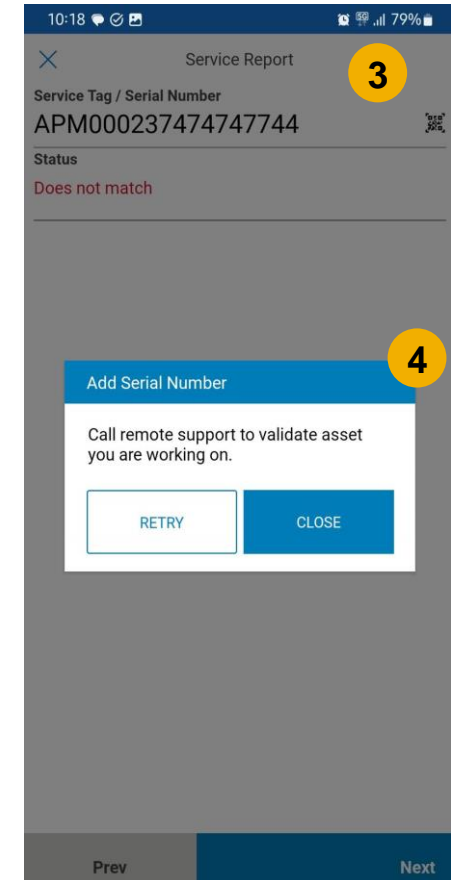 10:18 79%
Service Report
3
Service Tag / Serial Number
APM000237474747744
Status
Does not match
4
Add Serial Number
Call remote support to validate asset
you are working on.
RETRY CLOSE
Prev Next